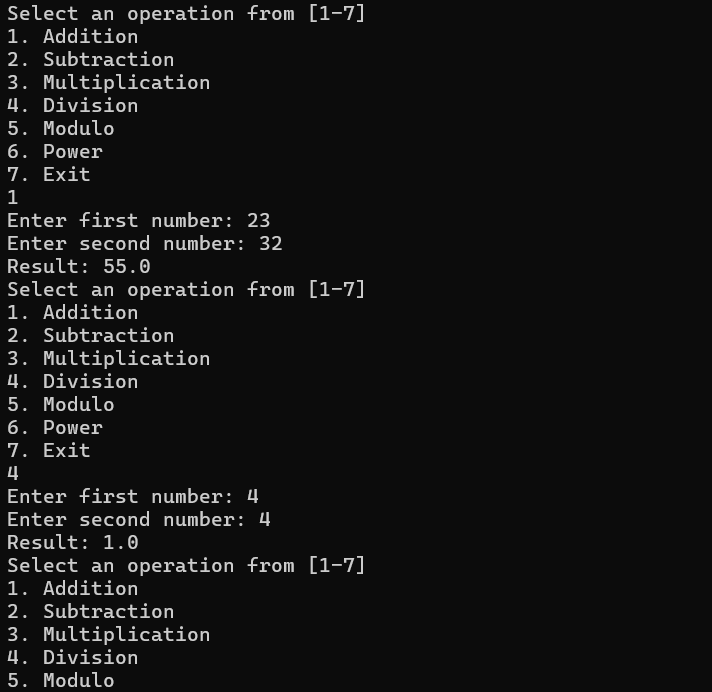 Select an operation from [1-7]
1. Addition
2. Subtraction
3. Multiplication
4. Division
5. Modulo
6. Power
7. Exit
1
Enter first number: 23
Enter second number: 32
Result: 55.0
Select an operation from [1-7]
1. Addition
2. Subtraction
3. Multiplication
4. Division
5. Modulo
6. Power
7. Exit
4
Enter first number: 4
Enter second number: 4
Result: 1.0
Select an operation from [1-7]
1. Addition
2. Subtraction
3. Multiplication
4. Division
5. Modulo